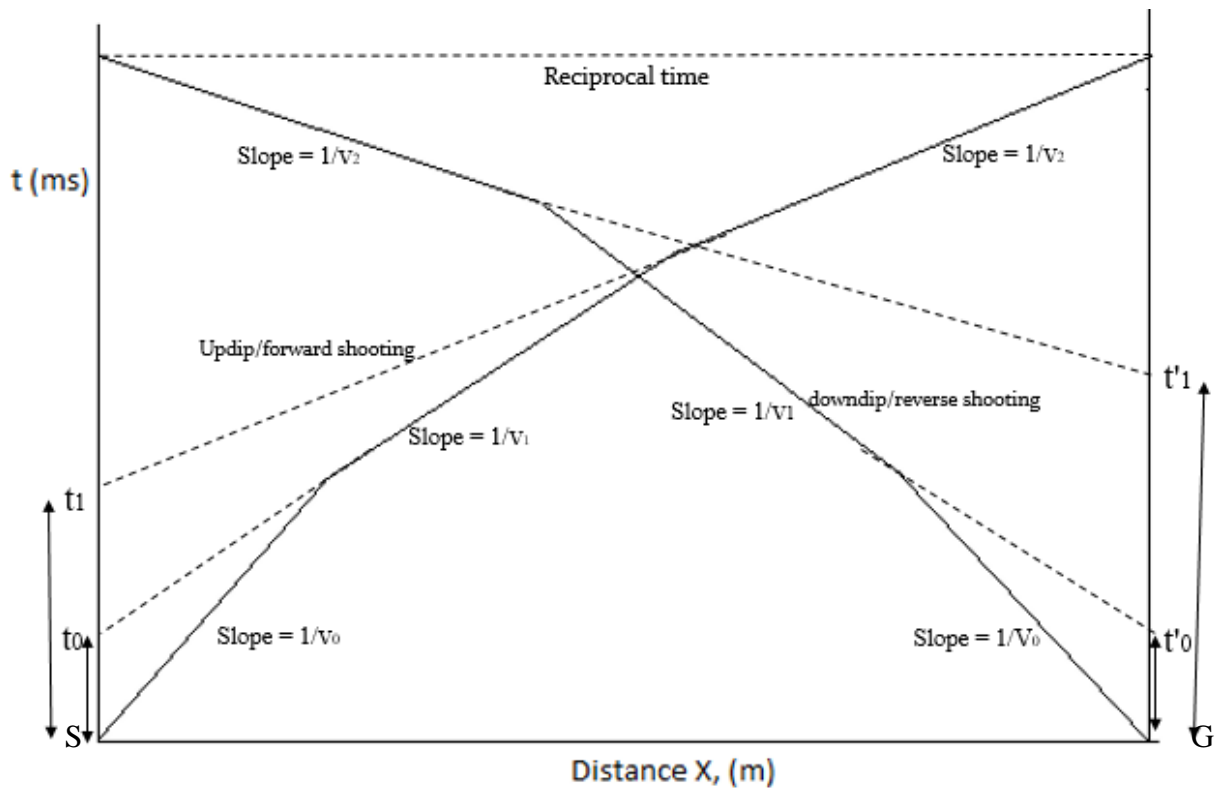 Reciprocal time
Slope = 1/v₂
Slope = 1/v₂
t (ms)
Updip/forward shooting
t'1
downdip/reverse shooting
Slope = 1/v1
Slope = 1/v₁
t1
t0
Slope = 1/v₀
Slope = 1/V₀
t'0
S
G
Distance X, (m)